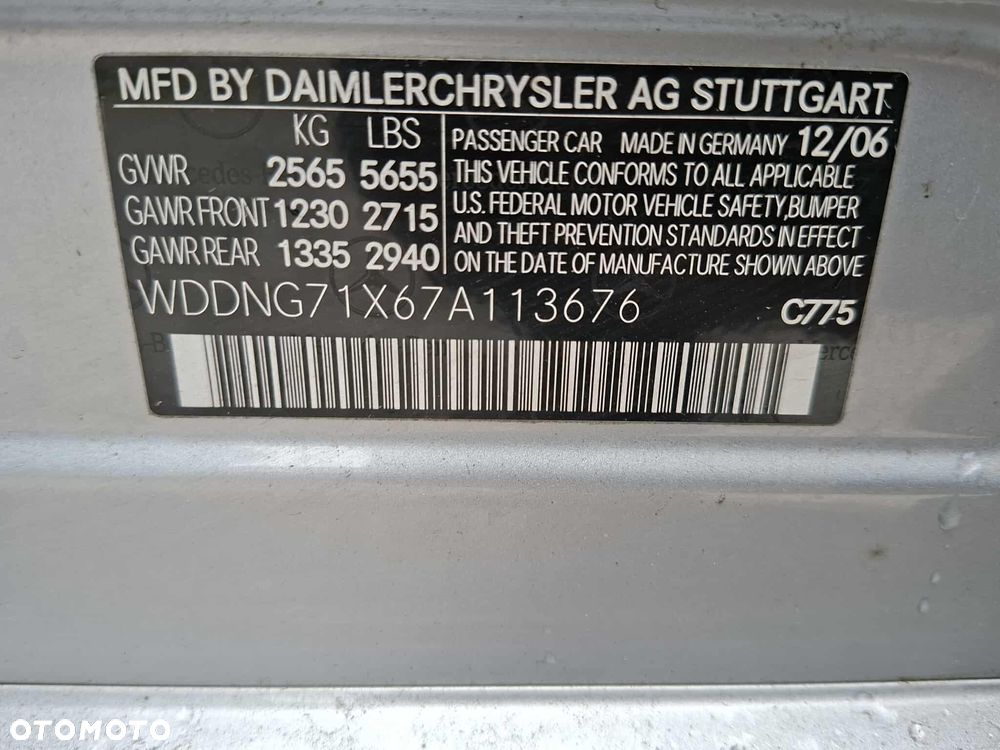 MFD BY DAIMLERCHRYSLER AG STUTTGART
KG LBS
GVWR 2565 5655
GAWR FRONT 1230 2715
GAWR REAR 1335 2940
PASSENGER CAR MADE IN GERMANY 12/06
THIS VEHICLE CONFORMS TO ALL APPLICABLE
U.S. FEDERAL MOTOR VEHICLE SAFETY, BUMPER
AND THEFT PREVENTION STANDARDS IN EFFECT
ON THE DATE OF MANUFACTURE SHOWN ABOVE
WDDNG71X67A113676 C775
OTOMOTO